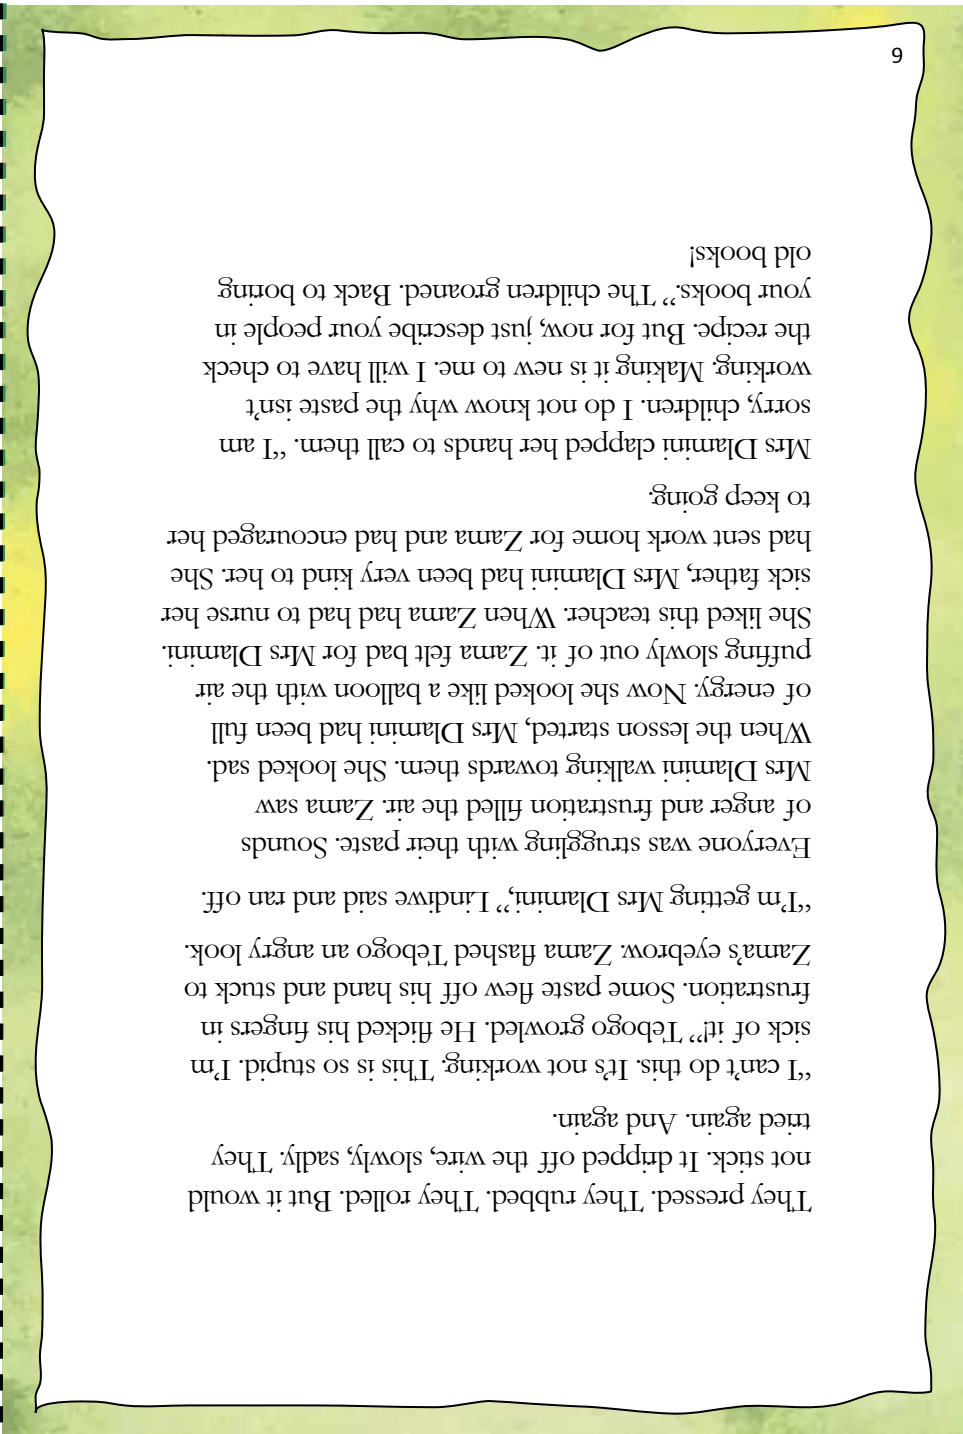 They pressed. They rubbed. They rolled. But it would
not stick. It dripped off the wire, slowly, sadly. They
tried again. And again.
“I can’t do this. It’s not working. This is so stupid. I’m
sick of it!” Tebogo growled. He flicked his fingers in
frustration. Some paste flew off his hand and stuck to
Zama’s eyebrow. Zama flashed Tebogo an angry look.
“I’m getting Mrs Dlamini,” Lindiwe said and ran off.
Everyone was struggling with their paste. Sounds
of anger and frustration filled the air. Zama saw
Mrs Dlamini walking towards them. She looked sad.
When the lesson started, Mrs Dlamini had been full
of energy. Now she looked like a balloon with the air
puffing slowly out of it. Zama felt bad for Mrs Dlamini.
She liked this teacher. When Zama had had to nurse her
sick father, Mrs Dlamini had been very kind to her. She
had sent work home for Zama and had encouraged her
to keep going.
Mrs Dlamini clapped her hands to call them. “I am
sorry, children. I do not know why the paste isn’t
working. Making it is new to me. I will have to check
the recipe. But for now, just describe your people in
your books.” The children groaned. Back to boring
old books!
6